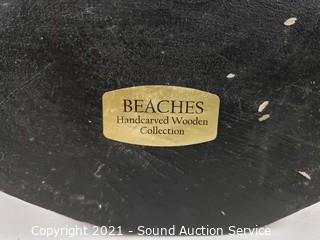 BEACHES
Handcarved Wooden
Collection
Copyright 2021 - Sound Auction Service